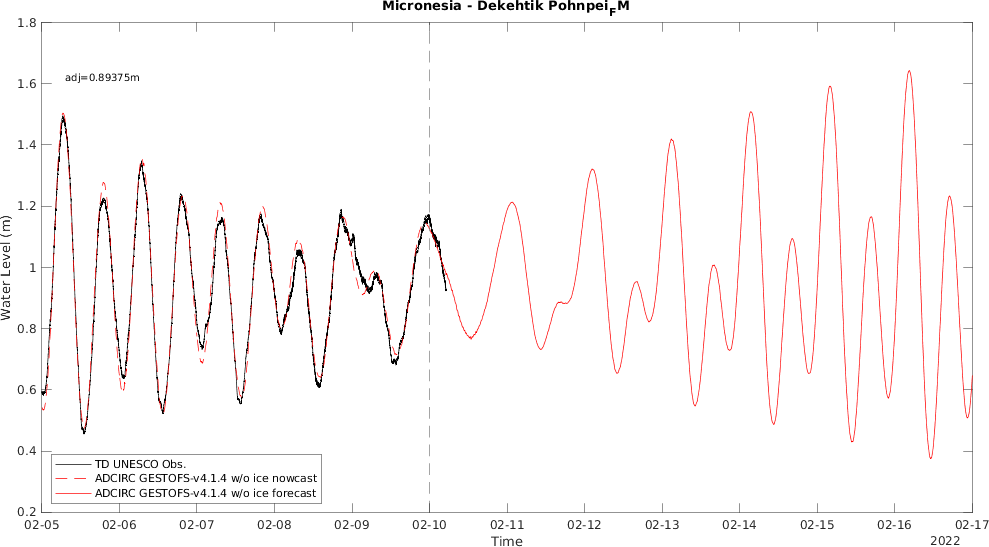 Micronesia - Dekehtik PohnpeiFM
1.8
1.6
1.4
1.2
1
0.8
0.6
0.4
0.2
Water Level (m)
adj=0.89375m
TD UNESCO Obs.
ADCIRC GESTOFS-v4.1.4 w/o ice nowcast
ADCIRC GESTOFS-v4.1.4 w/o ice forecast
02-05 02-06 02-07 02-08 02-09 02-10 02-11 02-12 02-13 02-14 02-15 02-16 02-17
Time
2022